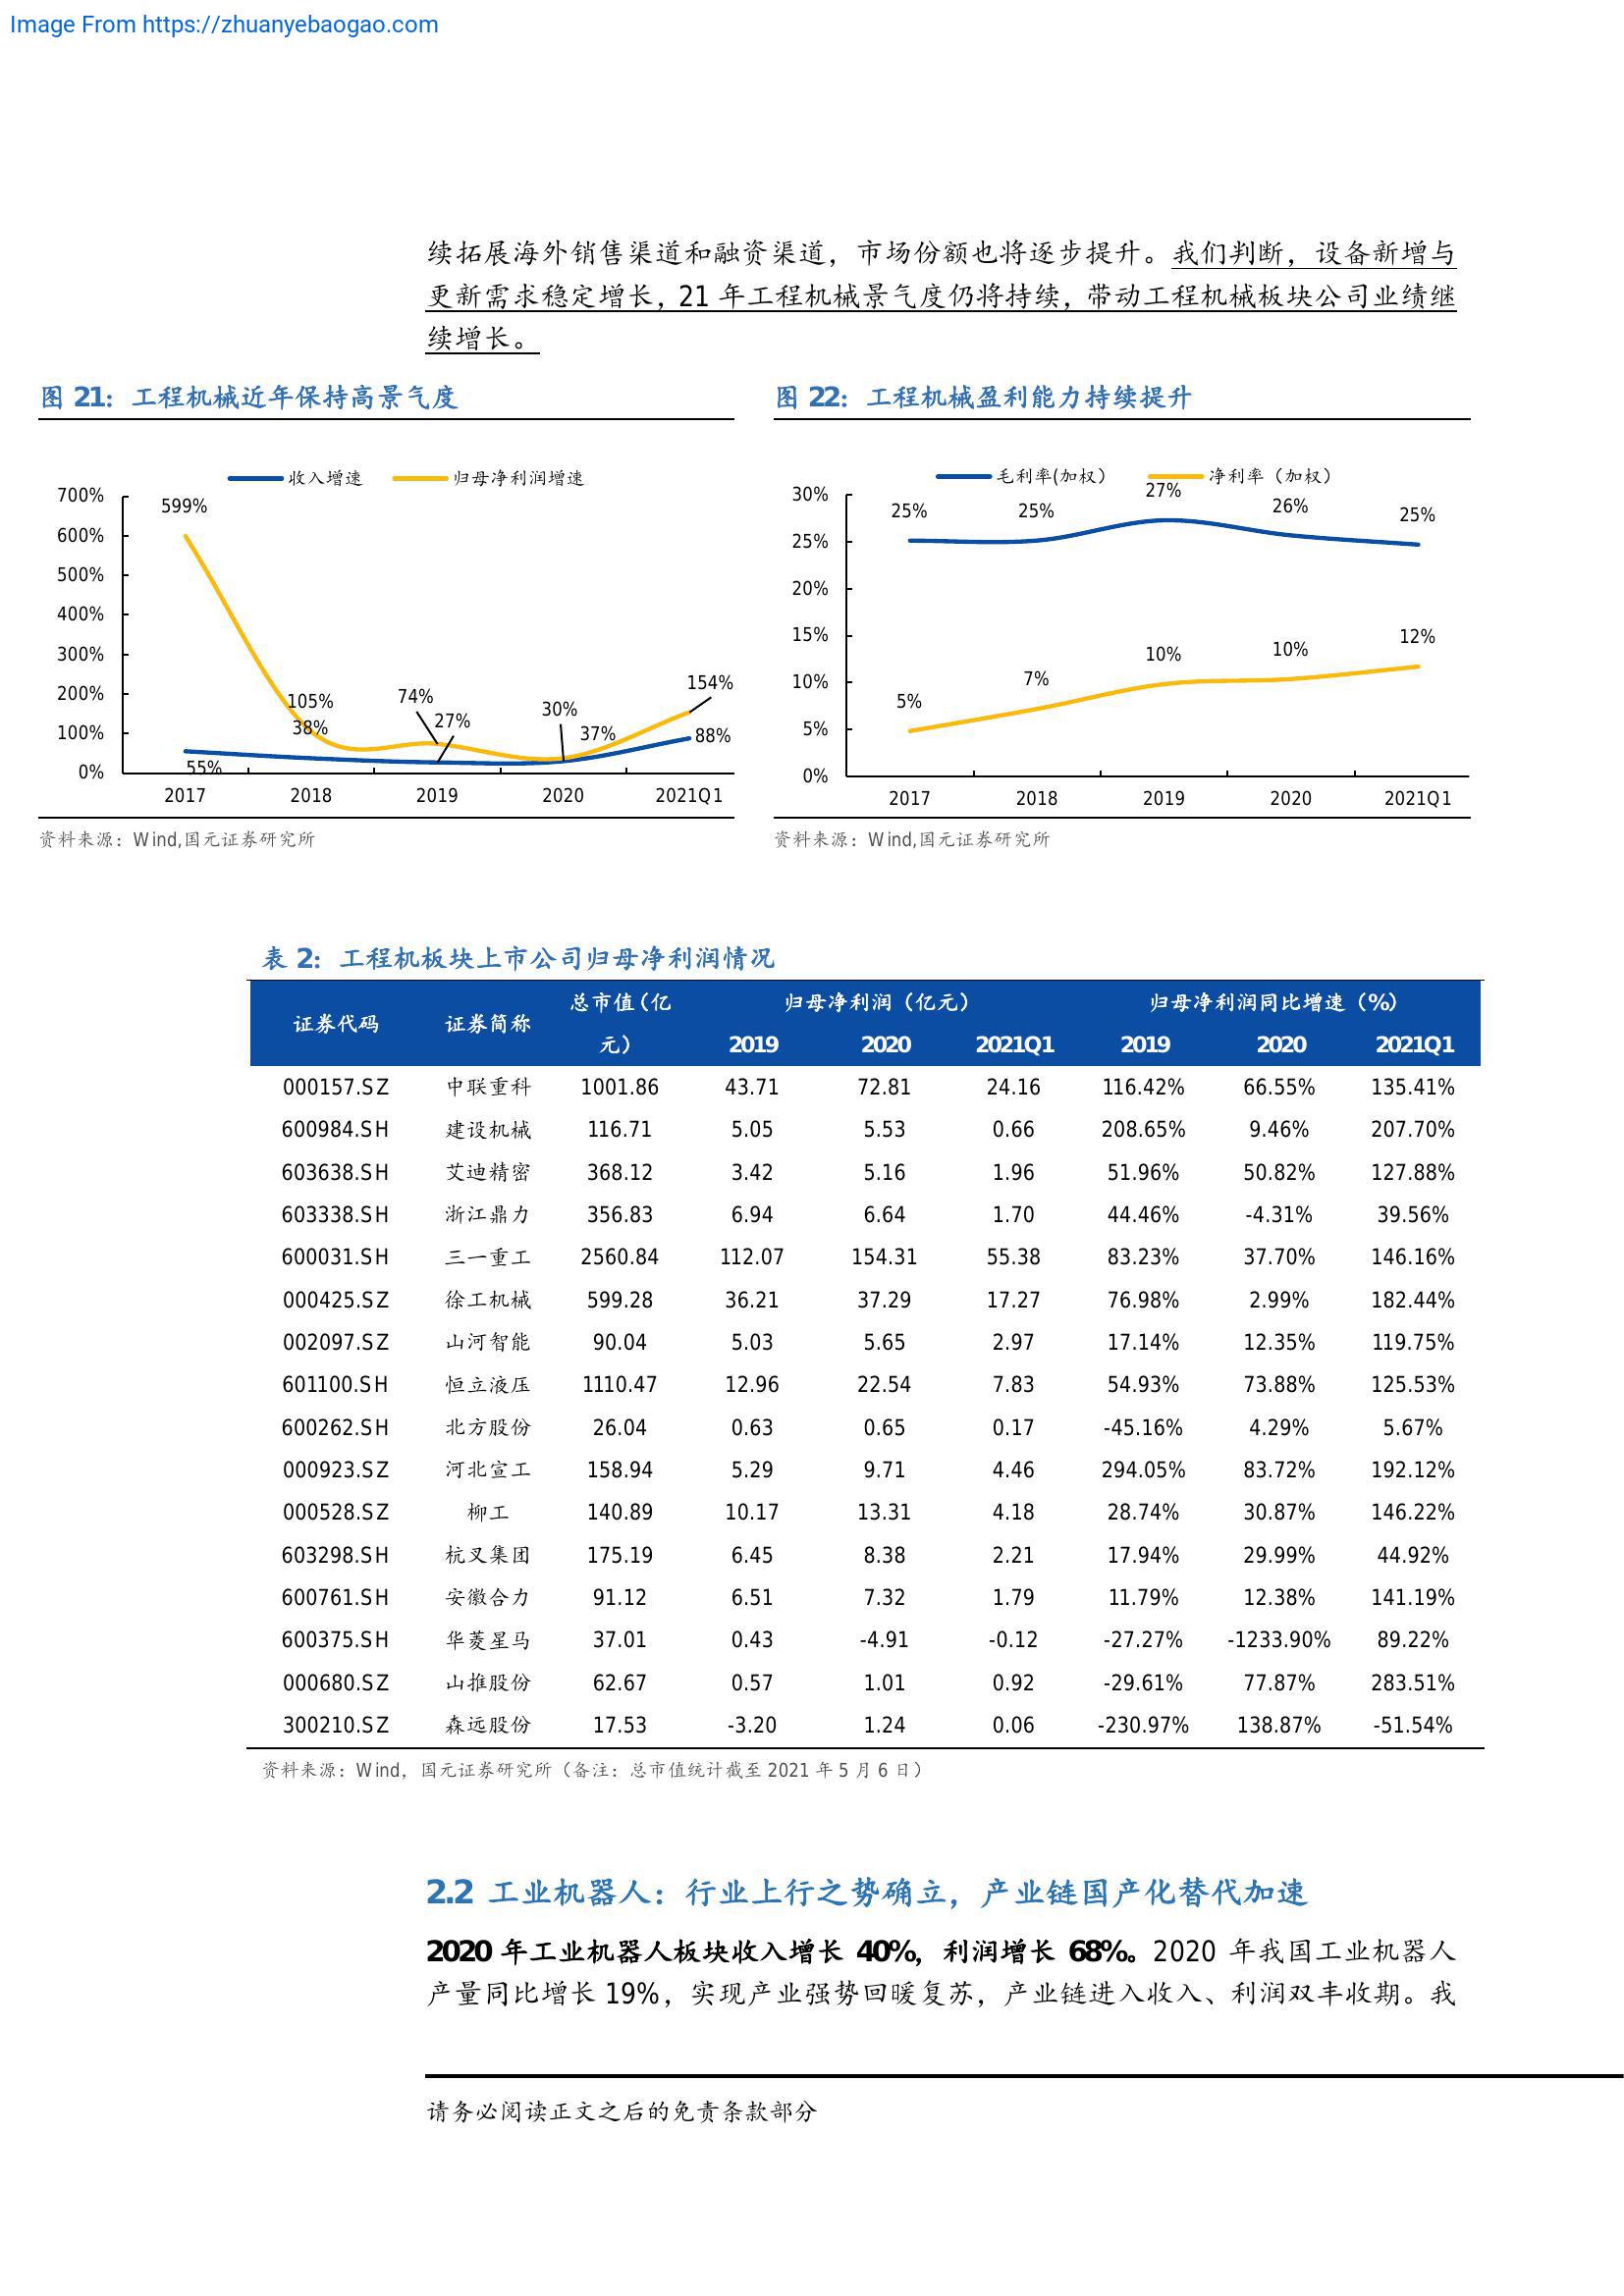 Image From https://zhuanyebaogao.com
续拓展海外销售渠道和融资渠道，市场份额也将逐步提升。我们判断，设备新增与
更新需求稳定增长，21 年工程机械景气度仍将持续，带动工程机械板块公司业绩继
续增长。
图 21：工程机械近年保持高景气度
收入增速 归母净利润增速
700%
600%
500%
400%
300%
200%
100%
0%
599%
105%
38%
55%
74%
27%
30%
37%
154%
88%
2017 2018 2019 2020 2021Q1
资料来源：Wind,国元证券研究所
图 22：工程机械盈利能力持续提升
毛利率(加权） 净利率（加权）
30%
25%
20%
15%
10%
5%
0%
25% 25% 27% 26% 25%
5% 7% 10% 10% 12%
2017 2018 2019 2020 2021Q1
资料来源：Wind,国元证券研究所
表 2：工程机板块上市公司归母净利润情况
证券代码 证券简称 总市值（亿元） 归母净利润（亿元） 归母净利润同比增速（%）
2019 2020 2021Q1 2019 2020 2021Q1
000157.SZ 中联重科 1001.86 43.71 72.81 24.16 116.42% 66.55% 135.41%
600984.SH 建设机械 116.71 5.05 5.53 0.66 208.65% 9.46% 207.70%
603638.SH 艾迪精密 368.12 3.42 5.16 1.96 51.96% 50.82% 127.88%
603338.SH 浙江鼎力 356.83 6.94 6.64 1.70 44.46% -4.31% 39.56%
600031.SH 三一重工 2560.84 112.07 154.31 55.38 83.23% 37.70% 146.16%
000425.SZ 徐工机械 599.28 36.21 37.29 17.27 76.98% 2.99% 182.44%
002097.SZ 山河智能 90.04 5.03 5.65 2.97 17.14% 12.35% 119.75%
601100.SH 恒立液压 1110.47 12.96 22.54 7.83 54.93% 73.88% 125.53%
600262.SH 北方股份 26.04 0.63 0.65 0.17 -45.16% 4.29% 5.67%
000923.SZ 河北宣工 158.94 5.29 9.71 4.46 294.05% 83.72% 192.12%
000528.SZ 柳工 140.89 10.17 13.31 4.18 28.74% 30.87% 146.22%
603298.SH 杭叉集团 175.19 6.45 8.38 2.21 17.94% 29.99% 44.92%
600761.SH 安徽合力 91.12 6.51 7.32 1.79 11.79% 12.38% 141.19%
600375.SH 华菱星马 37.01 0.43 -4.91 -0.12 -27.27% -1233.90% 89.22%
000680.SZ 山推股份 62.67 0.57 1.01 0.92 -29.61% 77.87% 283.51%
300210.SZ 森远股份 17.53 -3.20 1.24 0.06 -230.97% 138.87% -51.54%
资料来源：Wind，国元证券研究所（备注：总市值统计截至 2021 年 5 月 6 日）
2.2 工业机器人：行业上行之势确立，产业链国产化替代加速
2020 年工业机器人板块收入增长 40%，利润增长 68%。2020 年我国工业机器人
产量同比增长 19%，实现产业强势回暖复苏，产业链进入收入、利润双丰收期。我
请务必阅读正文之后的免责条款部分